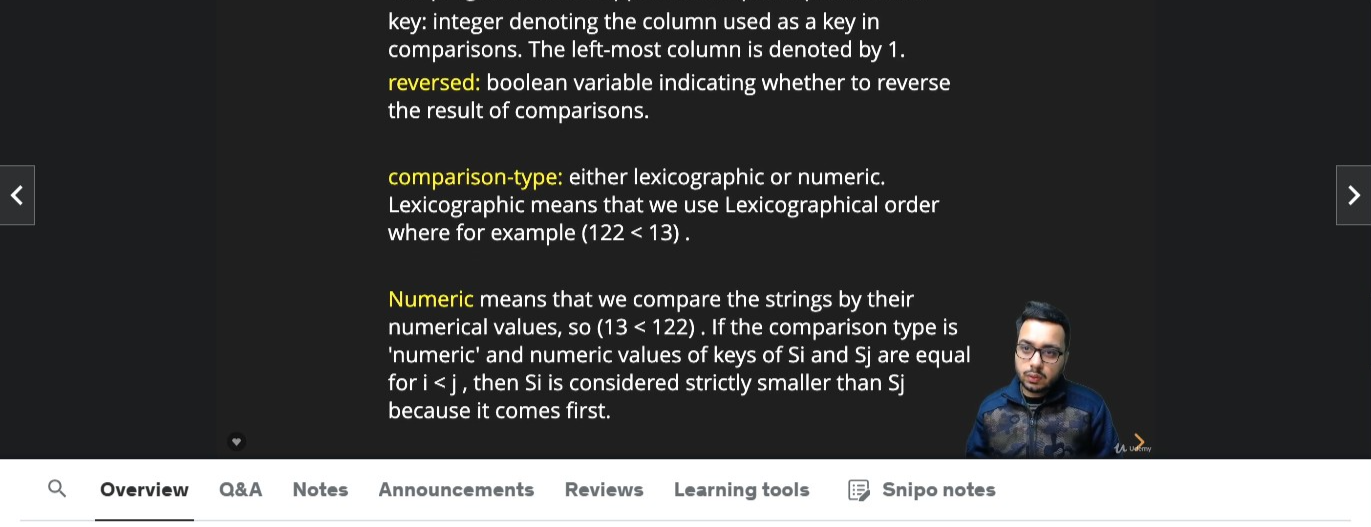 key: integer denoting the column used as a key in
comparisons. The left-most column is denoted by 1.
reversed: boolean variable indicating whether to reverse
the result of comparisons.
comparison-type: either lexicographic or numeric.
Lexicographic means that we use Lexicographical order
where for example (122 < 13) .
Numeric means that we compare the strings by their
numerical values, so (13 < 122) . If the comparison type is
'numeric' and numeric values of keys of Si and Sj are equal
for i < j , then Si is considered strictly smaller than Sj
because it comes first.
Udemy
Overview Q&A Notes Announcements Reviews Learning tools Snipo notes